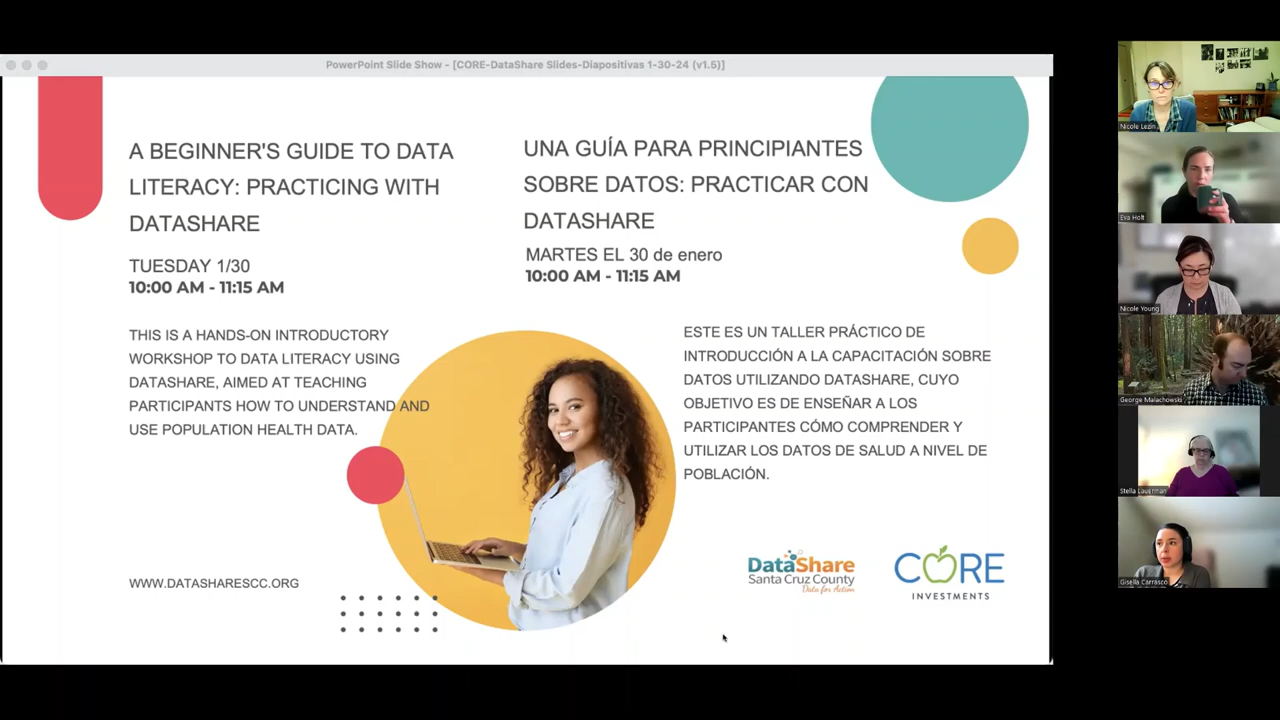 PowerPoint Slide Show - [CORE-DataShare Slides-Diapositivas 1-30-24 (v1.5)]
A BEGINNER'S GUIDE TO DATA
LITERACY: PRACTICING WITH
DATASHARE
TUESDAY 1/30
10:00 AM - 11:15 AM
THIS IS A HANDS-ON INTRODUCTORY
WORKSHOP TO DATA LITERACY USING
DATASHARE, AIMED AT TEACHING
PARTICIPANTS HOW TO UNDERSTAND AND
USE POPULATION HEALTH DATA.
WWW.DATASHARESCC.ORG
UNA GUÍA PARA PRINCIPIANTES
SOBRE DATOS: PRACTICAR CON
DATASHARE
MARTES EL 30 de enero
10:00 AM - 11:15 AM
ESTE ES UN TALLER PRÁCTICO DE
INTRODUCCIÓN A LA CAPACITACIÓN SOBRE
DATOS UTILIZANDO DATASHARE, CUYO
OBJETIVO ES DE ENSEÑAR A LOS
PARTICIPANTES CÓMO COMPRENDER Y
UTILIZAR LOS DATOS DE SALUD A NIVEL DE
POBLACIÓN.
DataShare
Santa Cruz County
Data for Action
CORE
INVESTMENTS
Nicole Lezin
Eva Holt
Nicole Young
George Malachowski
Stella Lauerman
Gisella Carrasco